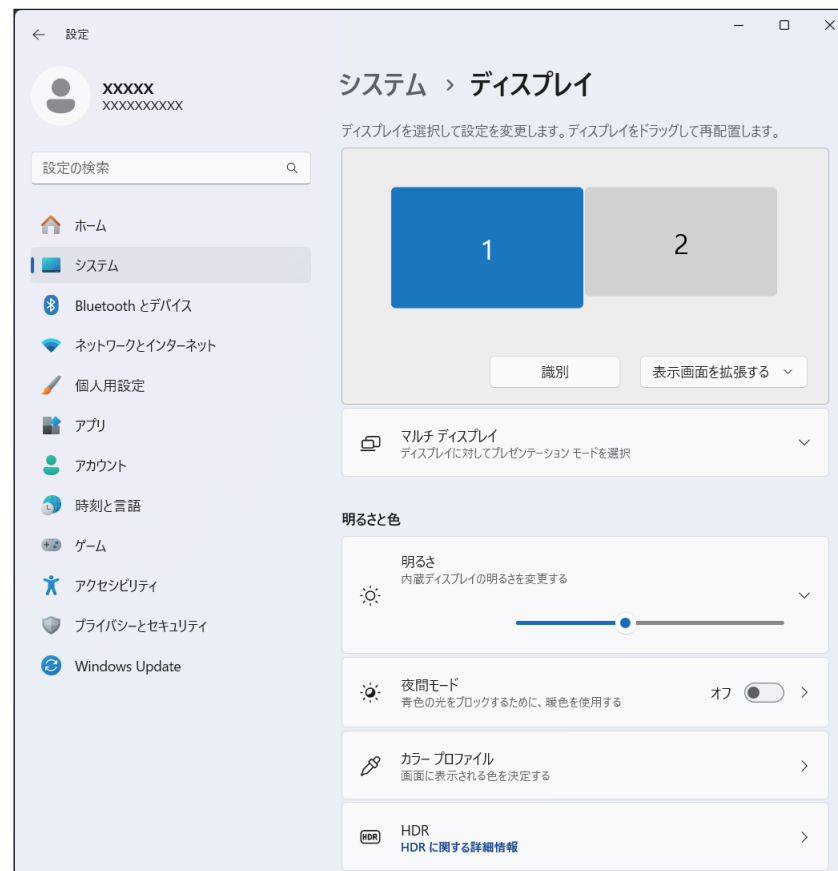 設定
XXXXX
XXXXXXXXXX
設定の検索
ホーム
システム
Bluetooth とデバイス
ネットワークとインターネット
個人用設定
アプリ
アカウント
時刻と言語
ゲーム
アクセシビリティ
プライバシーとセキュリティ
Windows Update
システム › ディスプレイ
ディスプレイを選択して設定を変更します。ディスプレイをドラッグして再配置します。
1
2
識別
表示画面を拡張する
マルチ ディスプレイ
ディスプレイに対してプレゼンテーション モードを選択
明るさと色
明るさ
内蔵ディスプレイの明るさを変更する
夜間モード
青色の光をブロックするために、暖色を使用する
オフ
カラー プロファイル
画面に表示される色を決定する
HDR
HDR
HDR に関する詳細情報